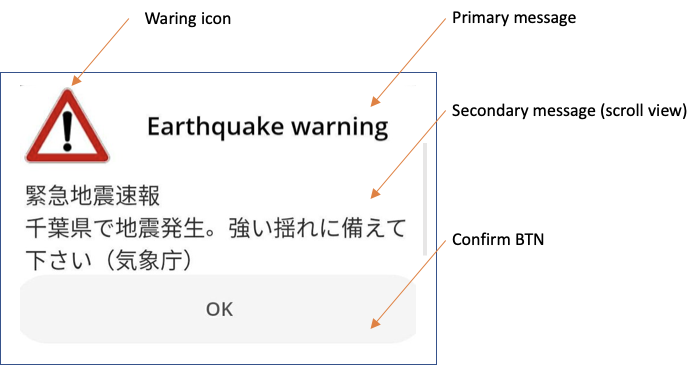 Waring icon
Primary message
Secondary message (scroll view)
Earthquake warning
緊急地震速報
千葉県で地震発生。強い揺れに備えて
下さい（気象庁）
Confirm BTN
OK